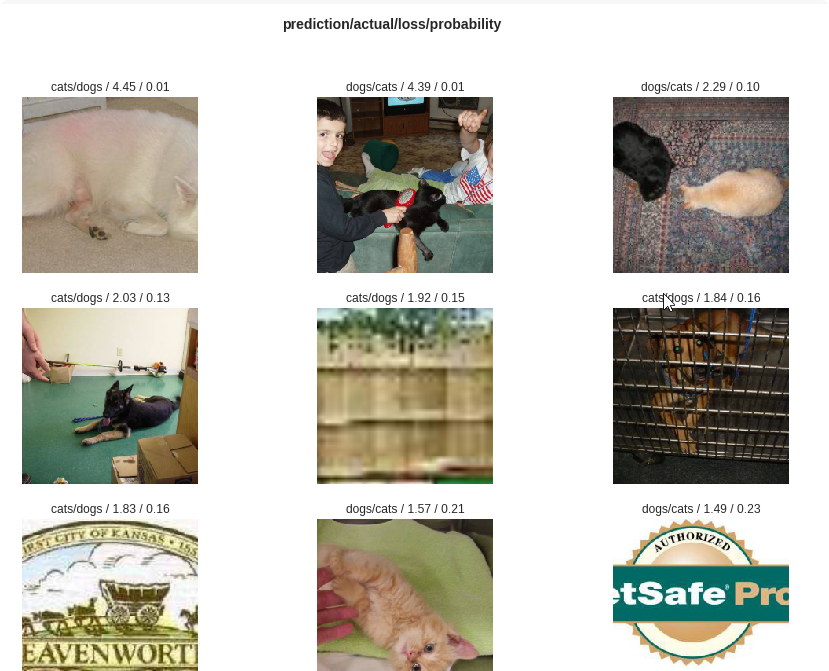 prediction/actual/loss/probability
cats/dogs / 4.45 / 0.01
dogs/cats / 4.39 / 0.01
dogs/cats / 2.29 / 0.10
cats/dogs / 2.03 / 0.13
cats/dogs / 1.92 / 0.15
cats/dogs / 1.84 / 0.16
cats/dogs / 1.83 / 0.16
dogs/cats / 1.57 / 0.21
dogs/cats / 1.49 / 0.23
CITY OF KANSAS •
EAVENWORT
AUTHORIZED
etSafe® Pro